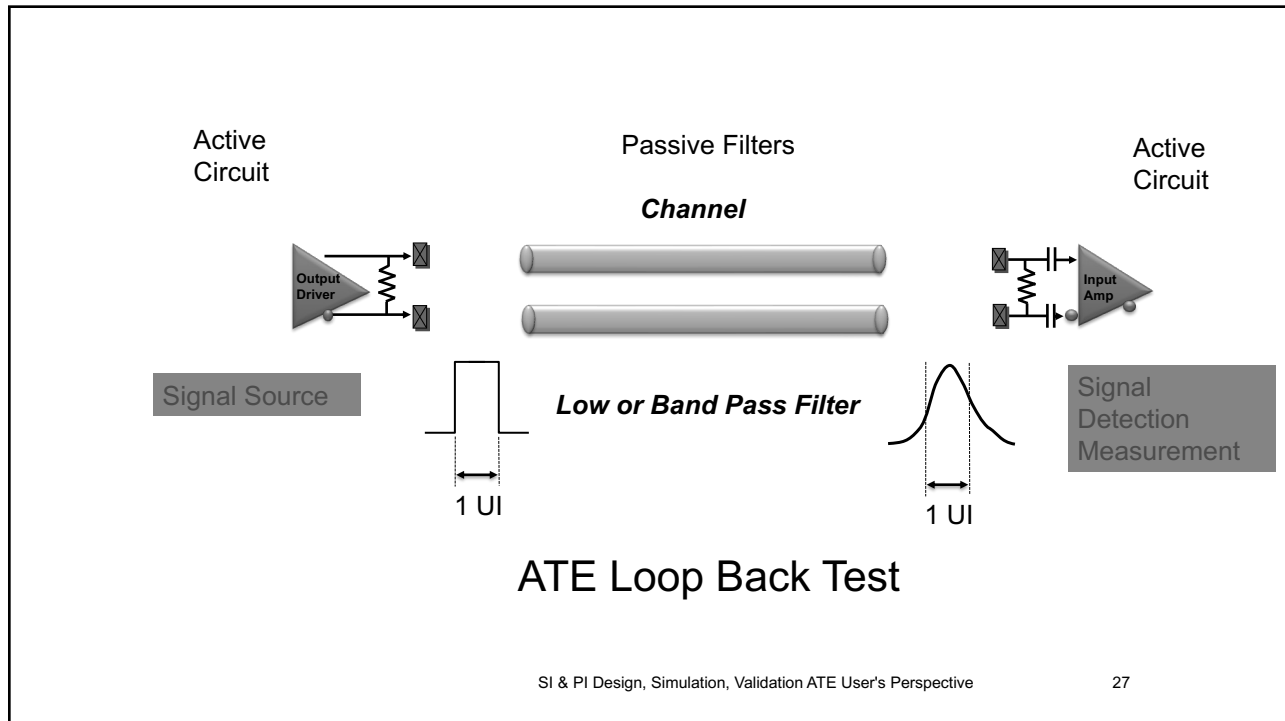 Active
Circuit
Passive Filters
Active
Circuit
Channel
Output
Driver
Input
Amp
Signal Source
Low or Band Pass Filter
Signal
Detection
Measurement
1 UI
1 UI
ATE Loop Back Test
SI & PI Design, Simulation, Validation ATE User's Perspective
27